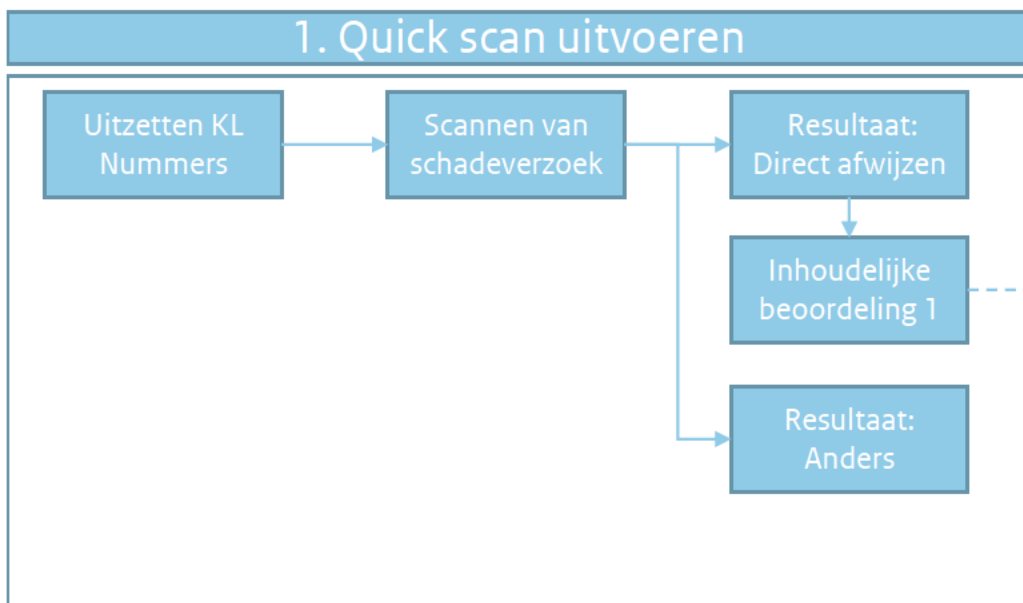 1. Quick scan uitvoeren
Uitzetten KL
Nummers
Scannen van
schadeverzoek
Resultaat:
Direct afwijzen
Inhoudelijke
beoordeling 1
Resultaat:
Anders